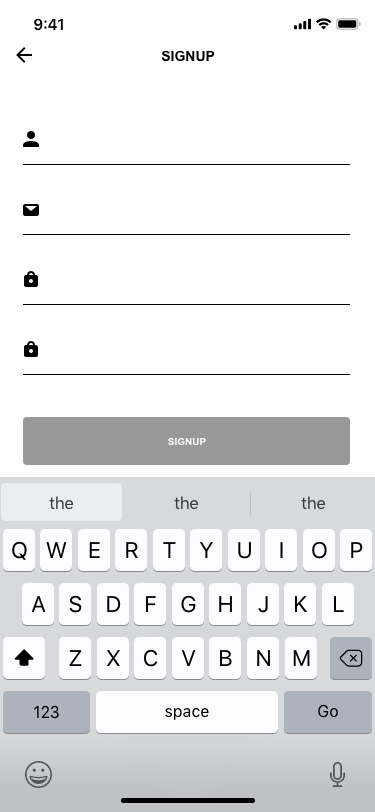 9:41
SIGNUP
SIGNUP
the the the
Q W E R T Y U I O P
A S D F G H J K L
Z X C V B N M
123 space Go